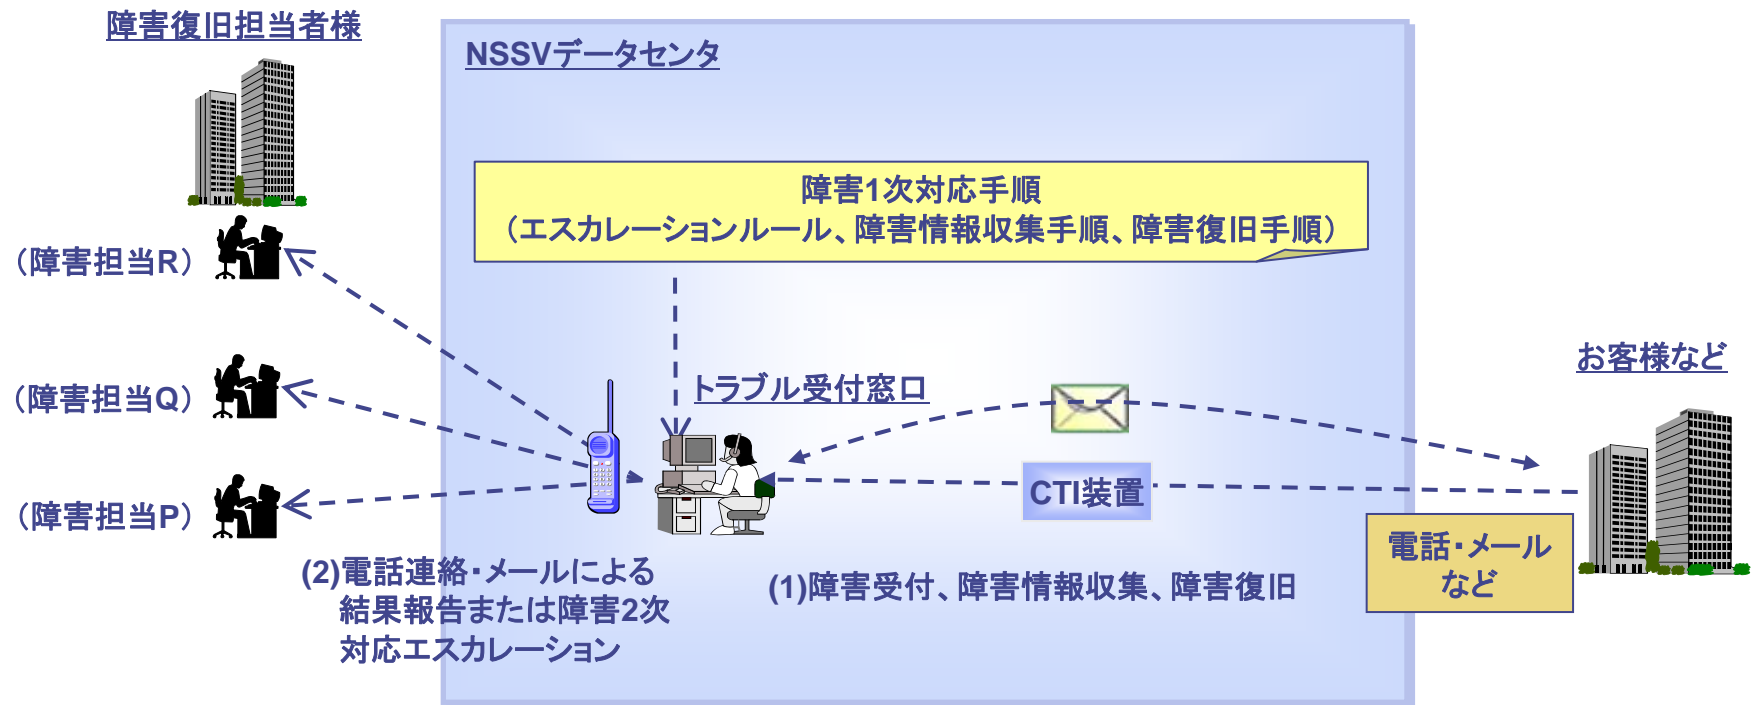 障害復旧担当者様
NSSVデータセンタ
障害1次対応手順
（エスカレーションルール、障害情報収集手順、障害復旧手順）
（障害担当R）
（障害担当Q）
（障害担当P）
トラブル受付窓口
お客様など
CTI装置
電話・メール
など
(2)電話連絡・メールによる
結果報告または障害2次
対応エスカレーション
(1)障害受付、障害情報収集、障害復旧